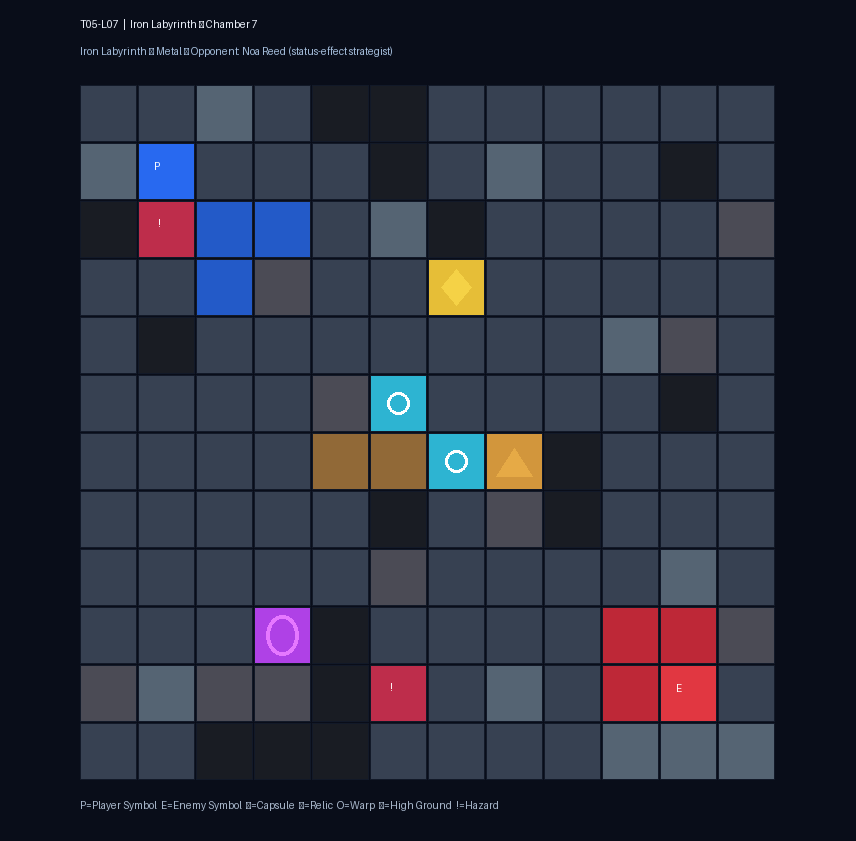 T05-L07 | Iron Labyrinth ▯ Chamber 7
Iron Labyrinth ▯ Metal ▯ Opponent: Noa Reed (status-effect strategist)
P
!
E
!
P=Player Symbol E=Enemy Symbol ▯=Capsule ▯=Relic O=Warp ▯=High Ground !=Hazard